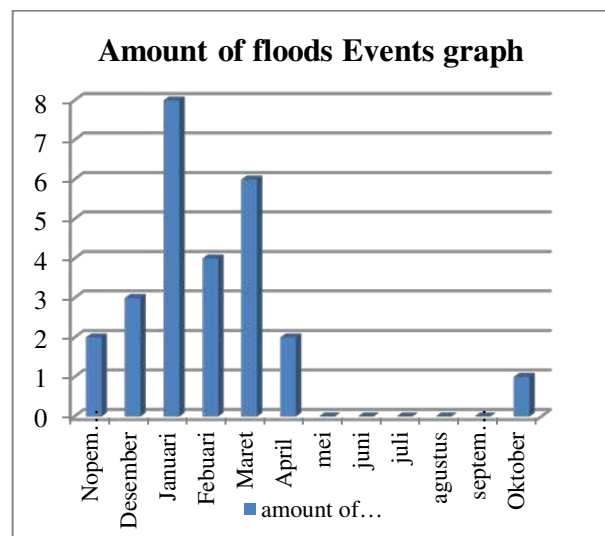 Amount of floods Events graph
8
7
6
5
4
3
2
1
0
Nopem…
Desember
Januari
Febuari
Maret
April
mei
juni
juli
agustus
septem…
Oktober
amount of…